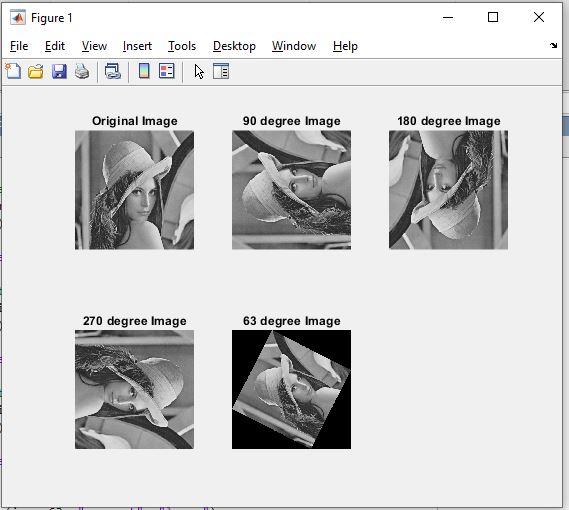 Figure 1
File Edit View Insert Tools Desktop Window Help
Original Image 90 degree Image 180 degree Image
270 degree Image 63 degree Image